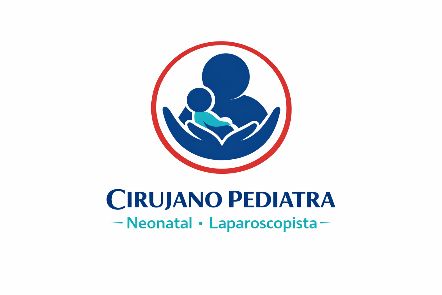 CIRUJANO PEDIATRA
– Neonatal • Laparoscopista –